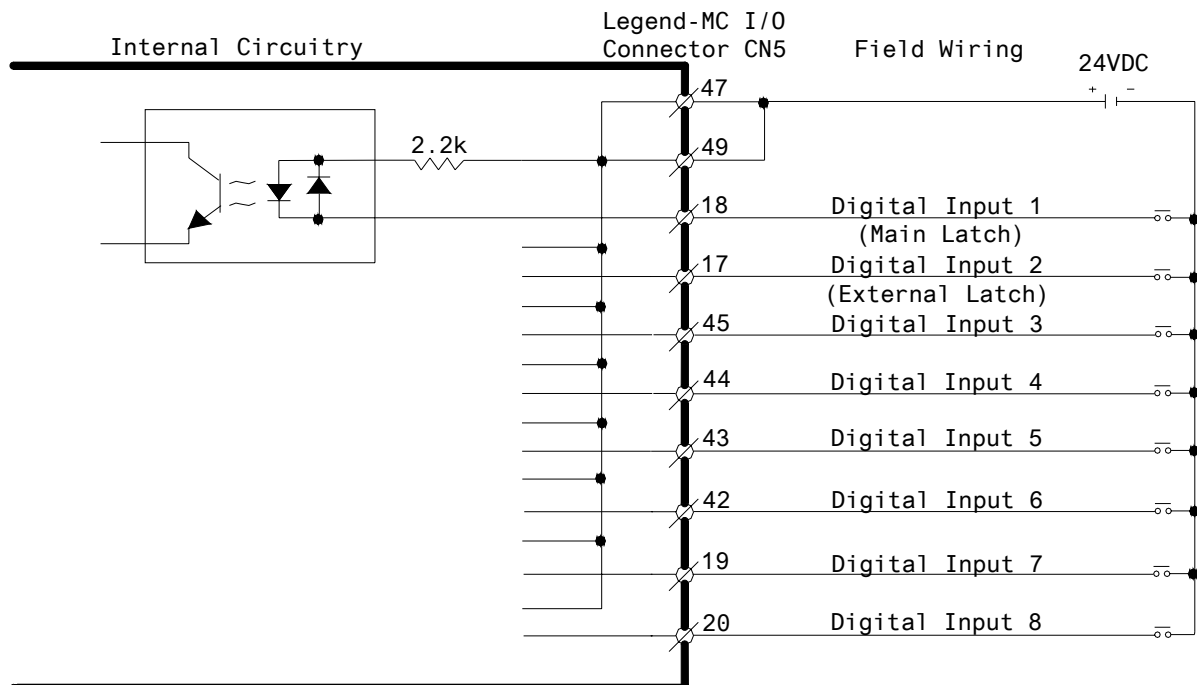 Legend-MC I/O
Internal Circuitry Connector CN5 Field Wiring
24VDC
47 + -
2.2k 49
18 Digital Input 1
(Main Latch)
17 Digital Input 2
(External Latch)
45 Digital Input 3
44 Digital Input 4
43 Digital Input 5
42 Digital Input 6
19 Digital Input 7
20 Digital Input 8